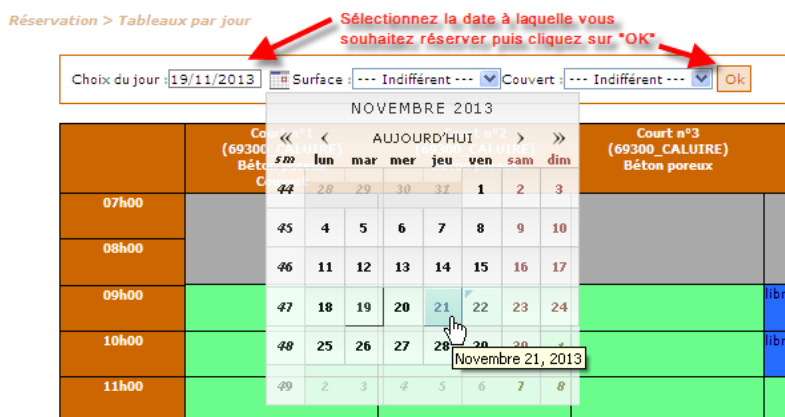 Réservation > Tableaux par jour
Sélectionnez la date à laquelle vous
souhaitez réserver puis cliquez sur "OK"
Choix du jour : 19/11/2013 Surface : --- Indifférent --- Couvert : --- Indifférent --- Ok
NOVEMBRE 2013
« ‹ AUJOURD'HUI › »
sm lun mar mer jeu ven sam dim
44 28 29 30 31 1 2 3
45 4 5 6 7 8 9 10
46 11 12 13 14 15 16 17
47 18 19 20 21 22 23 24
48 25 26 27 28 29 30 1
49 2 3 4 5 6 7 8
Novembre 21, 2013
Court n°3
(69300_CALUIRE)
Béton poreux
07h00
08h00
09h00
libr
10h00
libr
11h00